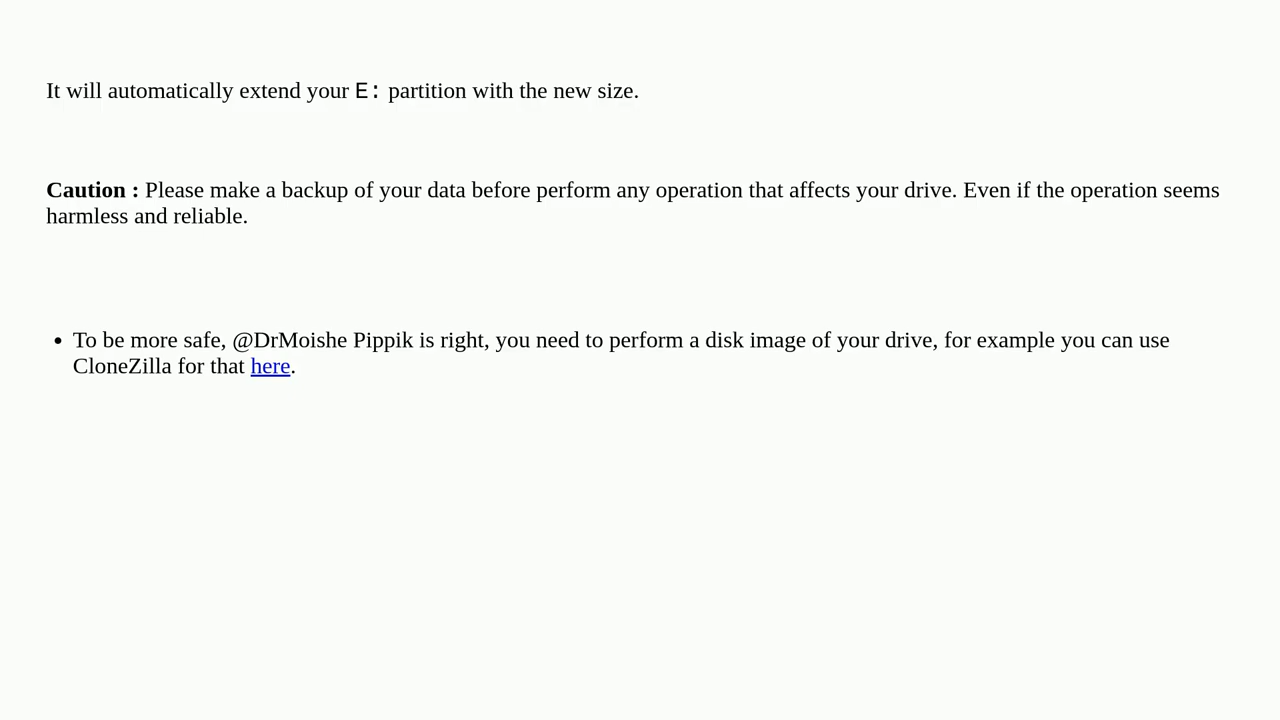 It will automatically extend your E: partition with the new size.
Caution : Please make a backup of your data before perform any operation that affects your drive. Even if the operation seems
harmless and reliable.
• To be more safe, @DrMoishe Pippik is right, you need to perform a disk image of your drive, for example you can use
CloneZilla for that here.